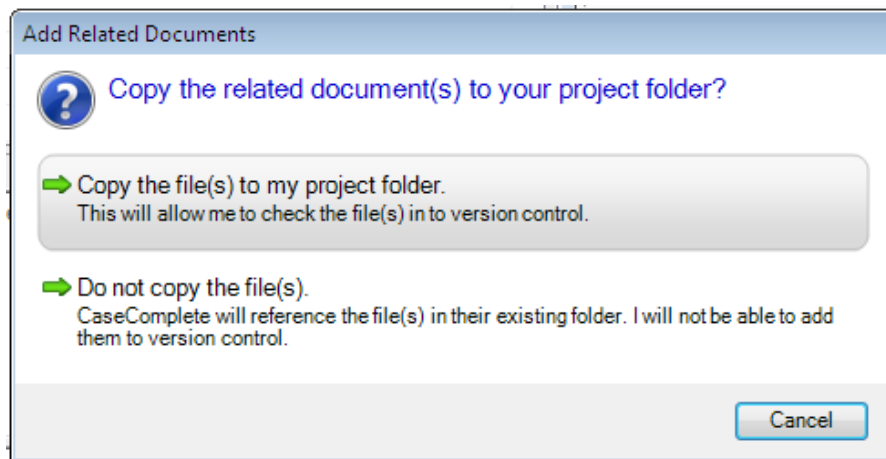 Add Related Documents
Copy the related document(s) to your project folder?
Copy the file(s) to my project folder.
This will allow me to check the file(s) in to version control.
Do not copy the file(s).
CaseComplete will reference the file(s) in their existing folder. I will not be able to add
them to version control.
Cancel